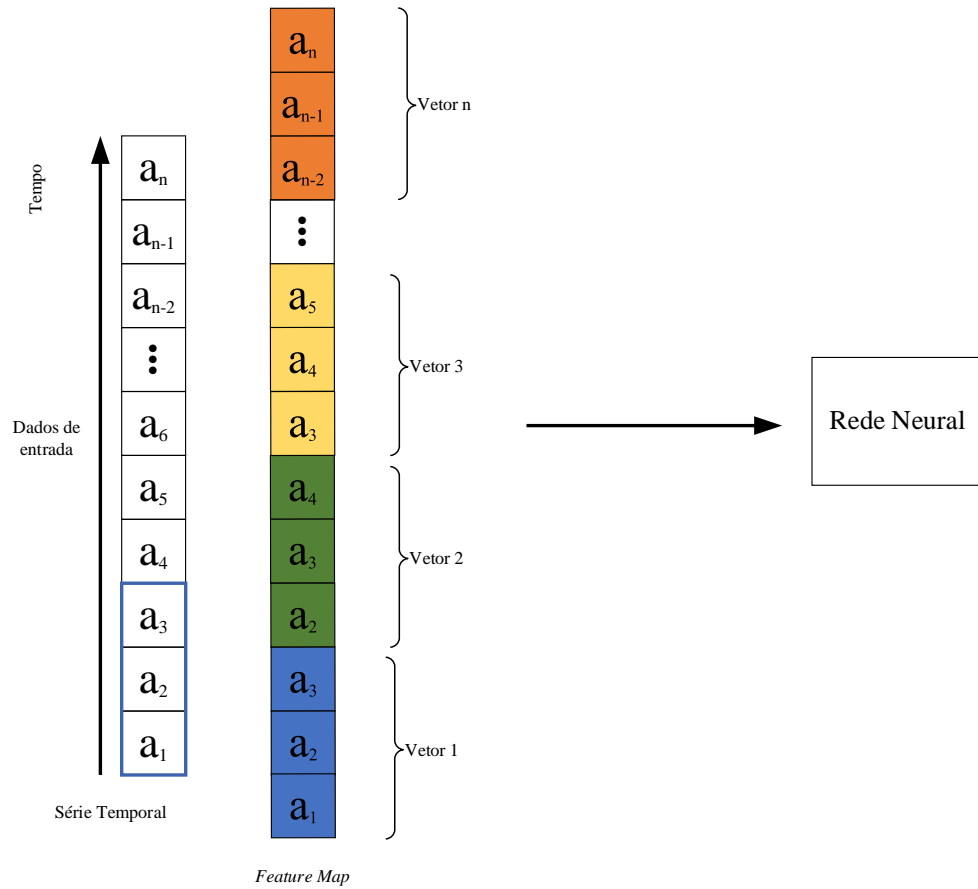 Tempo
Dados de
entrada
aₙ
aₙ₋₁
aₙ₋₂
⋮
a₆
a₅
a₄
a₃
a₂
a₁
Série Temporal
aₙ
aₙ₋₁
aₙ₋₂
⋮
a₅
a₄
a₃
a₄
a₃
a₂
a₃
a₂
a₁
Feature Map
Vetor n
Vetor 3
Vetor 2
Vetor 1
Rede Neural